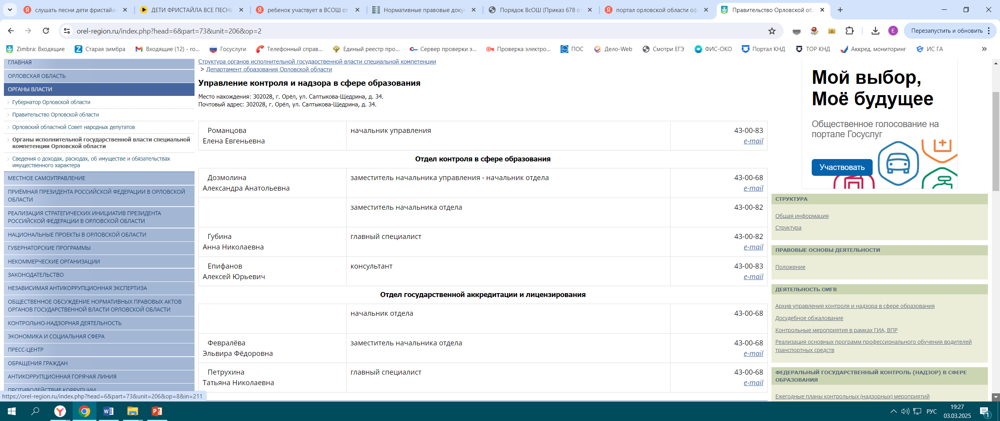 слушать песни дети фристайла
ДЕТИ ФРИСТАЙЛА ВСЕ ПЕСНИ
ребенок участвует в ВСОШ от
Нормативные правовые доку
Порядок ВсОШ (Приказ 678 от
портал орловской области оф
Правительство Орловской об
orel-region.ru/index.php?head=6&part=73&unit=206&op=2
E
Перезапустить и обновить
Zimbra: Входящие
Старая зимбра
Входящие (12) - ro...
Госуслуги
Телефонный справ...
Единый реестр про...
Сервер проверки э...
Проверка электро...
ПОС
Дело-Web
Смотри ЕГЭ
ФИС-ОКО
Портал КНД
ТОР КНД
Аккред. мониторинг
ИС ГА
»
ГЛАВНАЯ
ОРЛОВСКАЯ ОБЛАСТЬ
ОРГАНЫ ВЛАСТИ
Губернатор Орловской области
Правительство Орловской области
Орловский областной Совет народных депутатов
Органы исполнительной государственной власти специальной
компетенции Орловской области
Сведения о доходах, расходах, об имуществе и обязательствах
имущественного характера
МЕСТНОЕ САМОУПРАВЛЕНИЕ
ПРИЁМНАЯ ПРЕЗИДЕНТА РОССИЙСКОЙ ФЕДЕРАЦИИ В ОРЛОВСКОЙ
ОБЛАСТИ
РЕАЛИЗАЦИЯ СТРАТЕГИЧЕСКИХ ИНИЦИАТИВ ПРЕЗИДЕНТА
РОССИЙСКОЙ ФЕДЕРАЦИИ В ОРЛОВСКОЙ ОБЛАСТИ
НАЦИОНАЛЬНЫЕ ПРОЕКТЫ В ОРЛОВСКОЙ ОБЛАСТИ
ГУБЕРНАТОРСКИЕ ПРОГРАММЫ
НЕКОММЕРЧЕСКИЕ ОРГАНИЗАЦИИ
ЗАКОНОДАТЕЛЬСТВО
НЕЗАВИСИМАЯ АНТИКОРРУПЦИОННАЯ ЭКСПЕРТИЗА
ОБЩЕСТВЕННОЕ ОБСУЖДЕНИЕ НОРМАТИВНЫХ ПРАВОВЫХ АКТОВ
ОРГАНОВ ГОСУДАРСТВЕННОЙ ВЛАСТИ ОРЛОВСКОЙ ОБЛАСТИ
КОНТРОЛЬНО-НАДЗОРНАЯ ДЕЯТЕЛЬНОСТЬ
ЭКОНОМИКА И СОЦИАЛЬНАЯ СФЕРА
ПРЕСС-ЦЕНТР
ОБРАЩЕНИЯ ГРАЖДАН
АНТИКОРРУПЦИОННАЯ ГОРЯЧАЯ ЛИНИЯ
ПРОТИВОДЕЙСТВИЕ КОРРУПЦИИ
https://orel-region.ru/index.php?head=6&part=73&unit=206&op=8&in=211
Структура органов исполнительной государственной власти специальной компетенции
> Департамент образования Орловской области
Управление контроля и надзора в сфере образования
Место нахождения: 302028, г. Орёл, ул. Салтыкова-Щедрина, д. 34.
Почтовый адрес: 302028, г. Орёл, ул. Салтыкова-Щедрина, д. 34.
Романцова начальник управления 43-00-83
Елена Евгеньевна e-mail
Отдел контроля в сфере образования
Дозмолина заместитель начальника управления - начальник отдела 43-00-68
Александра Анатольевна e-mail
заместитель начальника отдела 43-00-82
Губина главный специалист 43-00-82
Анна Николаевна e-mail
Епифанов консультант 43-00-83
Алексей Юрьевич e-mail
Отдел государственной аккредитации и лицензирования
начальник отдела 43-00-68
Февралёва заместитель начальника отдела 43-00-68
Эльвира Фёдоровна e-mail
Петрухина главный специалист 43-00-68
Татьяна Николаевна e-mail
Мой выбор,
Моё будущее
Общественное голосование на
портале Госуслуг
Участвовать
СТРУКТУРА
Общая информация
Структура
ПРАВОВЫЕ ОСНОВЫ ДЕЯТЕЛЬНОСТИ
Положение
ДЕЯТЕЛЬНОСТЬ ОИГВ
Архив управления контроля и надзора в сфере образования
Досудебное обжалование
Контрольные мероприятия в рамках ГИА, ВПР
Реализация основных программ профессионального обучения водителей
транспортных средств
ФЕДЕРАЛЬНЫЙ ГОСУДАРСТВЕННЫЙ КОНТРОЛЬ (НАДЗОР) В СФЕРЕ
ОБРАЗОВАНИЯ
Ежегодные планы контрольных (надзорных) мероприятий
РУС
19:27
03.03.2025
1